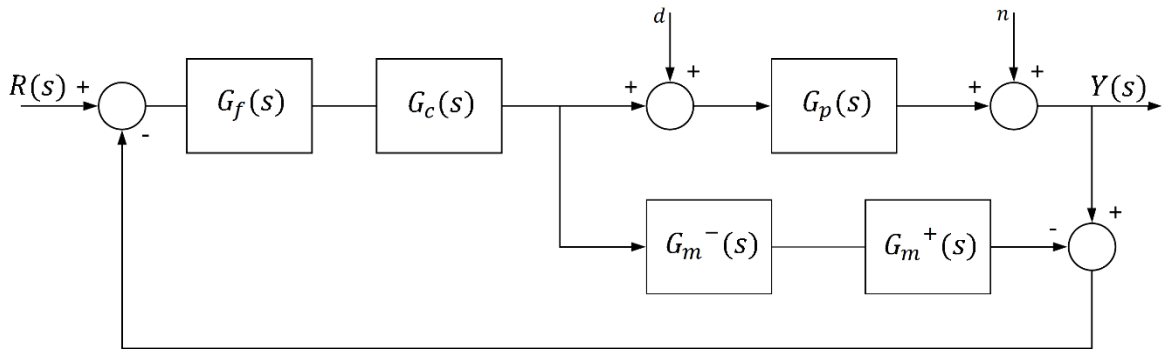 d
n
R(s) +
-
G_f(s)
G_c(s)
+
+
G_p(s)
+
+
Y(s)
G_m^-(s)
G_m^+(s)
-
+